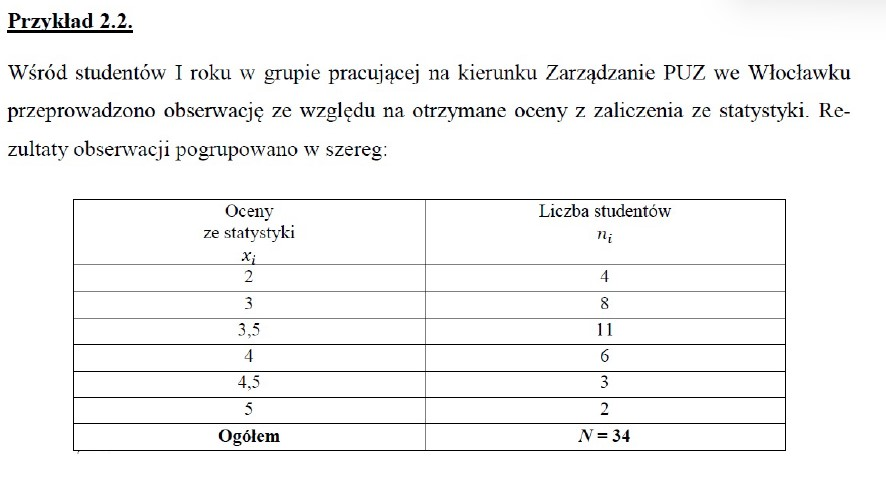 Przykład 2.2.
Wśród studentów I roku w grupie pracującej na kierunku Zarządzanie PUZ we Włocławku
przeprowadzono obserwację ze względu na otrzymane oceny z zaliczenia ze statystyki. Re-
zultaty obserwacji pogrupowano w szereg:
Oceny
ze statystyki
xi
Liczba studentów
ni
2 4
3 8
3,5 11
4 6
4,5 3
5 2
Ogółem N = 34